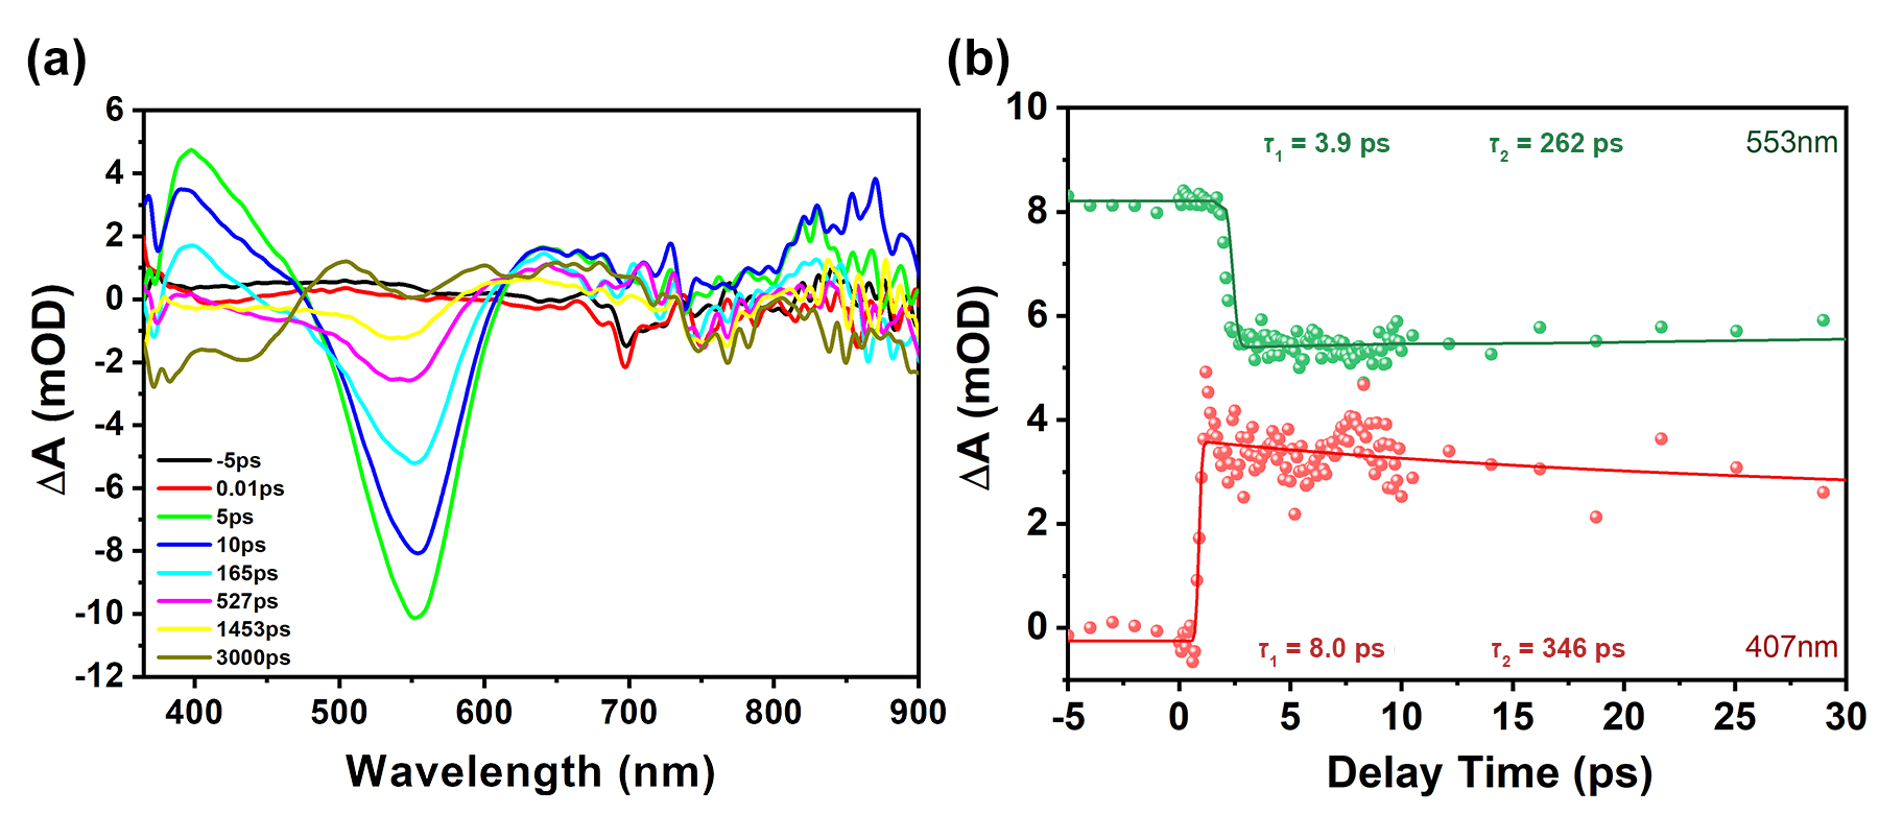 (a)
6
4
2
0
-2
-4
-6
-8
-10
-12
ΔA (mOD)
-5ps
0.01ps
5ps
10ps
165ps
527ps
1453ps
3000ps
400 500 600 700 800 900
Wavelength (nm)
(b)
10
8
6
4
2
0
ΔA (mOD)
τ1 = 3.9 ps τ2 = 262 ps 553nm
τ1 = 8.0 ps τ2 = 346 ps 407nm
-5 0 5 10 15 20 25 30
Delay Time (ps)